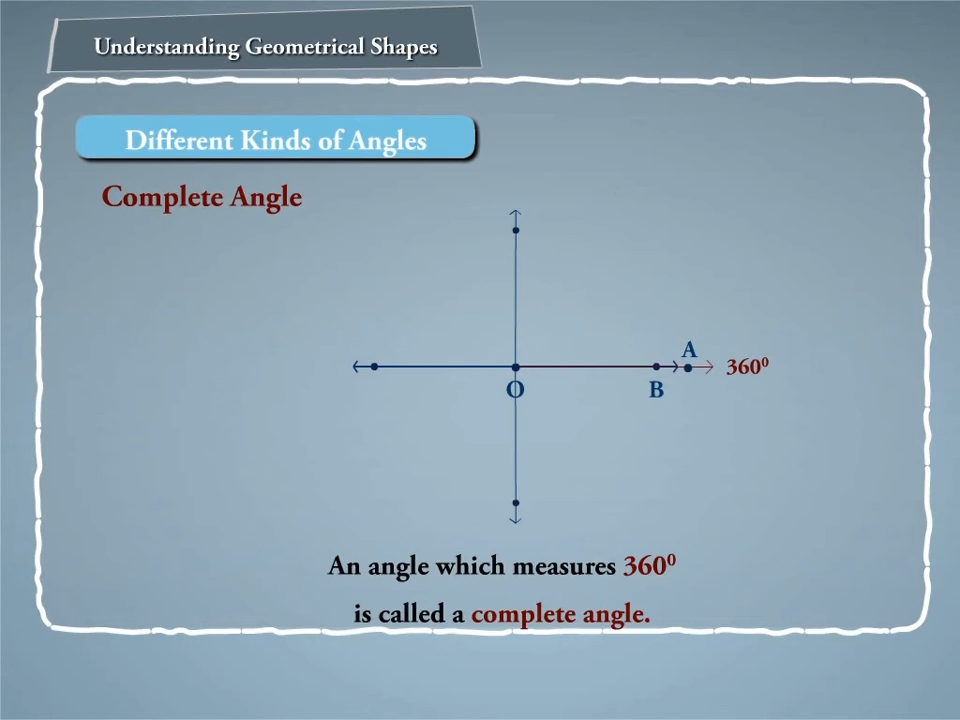 Understanding Geometrical Shapes
Different Kinds of Angles
Complete Angle
A
360⁰
O
B
An angle which measures 360⁰
is called a complete angle.